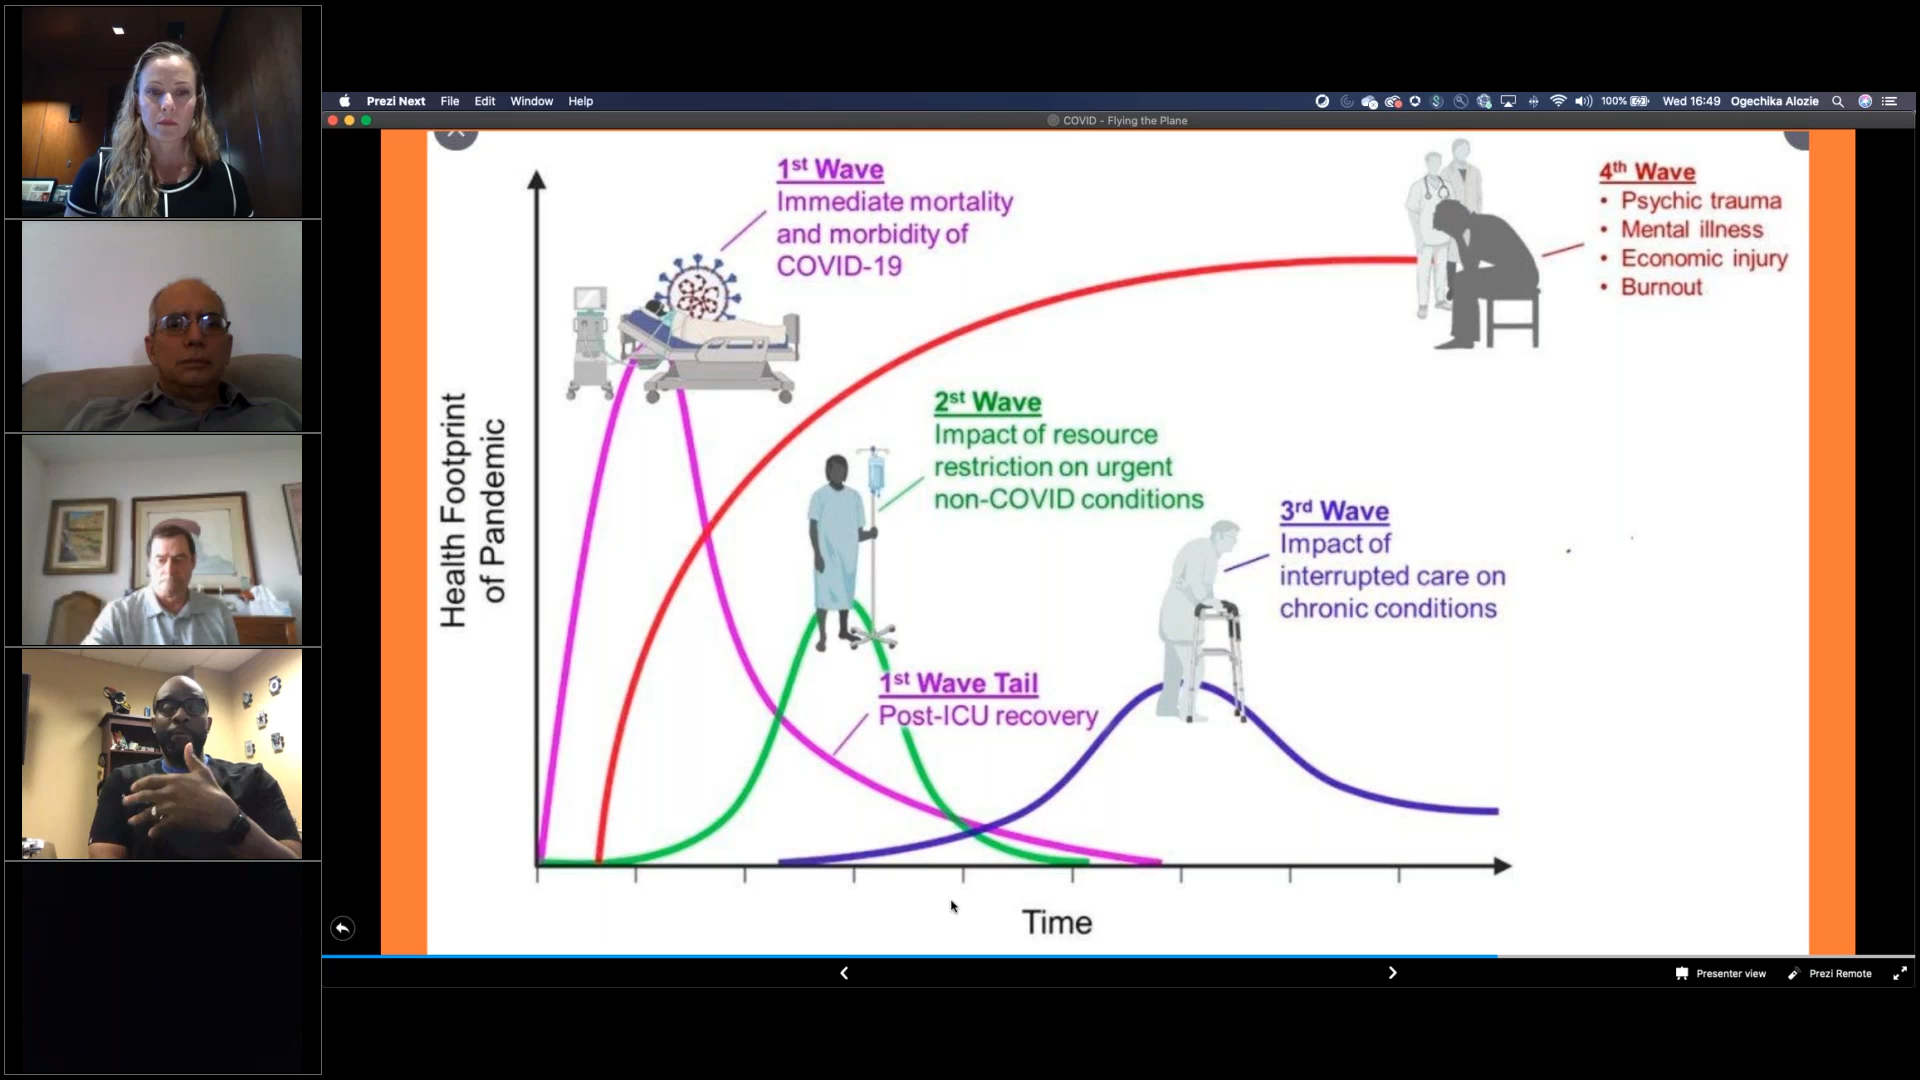 Prezi Next File Edit Window Help 100% Wed 16:49 Ogechika Alozie
COVID - Flying the Plane
1st Wave
Immediate mortality
and morbidity of
COVID-19
4th Wave
• Psychic trauma
• Mental illness
• Economic injury
• Burnout
2st Wave
Impact of resource
restriction on urgent
non-COVID conditions
3rd Wave
Impact of
interrupted care on
chronic conditions
1st Wave Tail
Post-ICU recovery
Health Footprint
of Pandemic
Time
Presenter view Prezi Remote